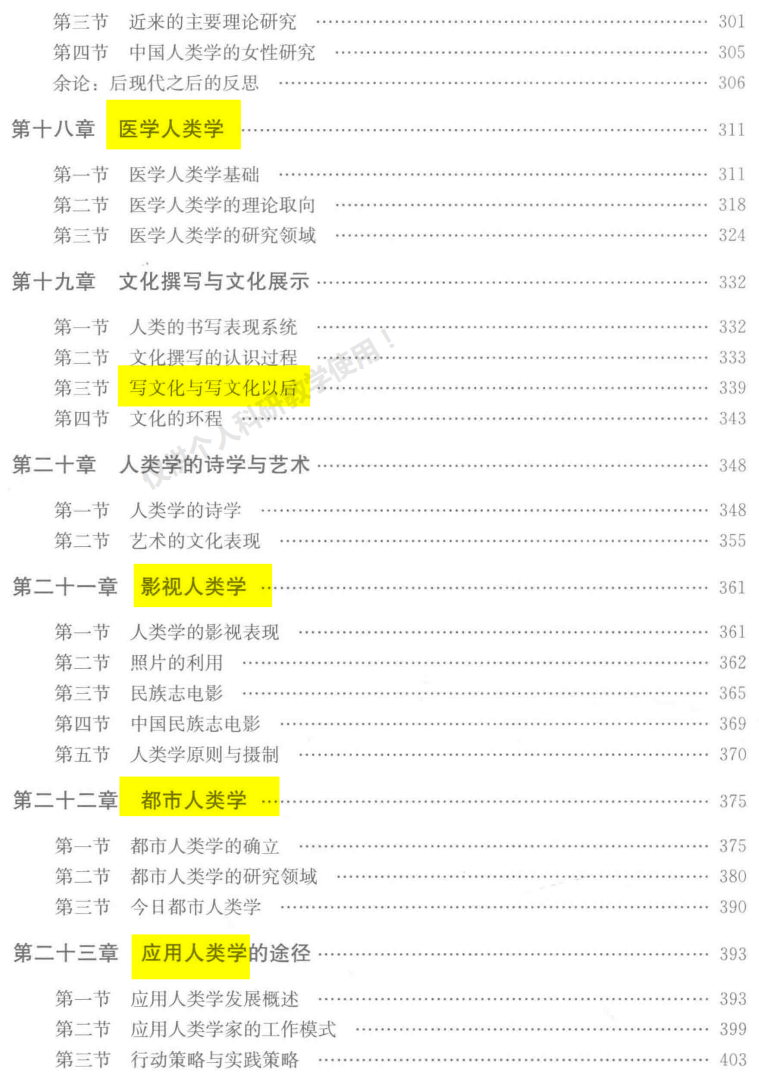 第三节 近来的主要理论研究 …… 301
第四节 中国人类学的女性研究 …… 305
余论：后现代之后的反思 …… 306
第十八章 医学人类学 …… 311
第一节 医学人类学基础 …… 311
第二节 医学人类学的理论取向 …… 318
第三节 医学人类学的研究领域 …… 324
第十九章 文化撰写与文化展示 …… 332
第一节 人类的书写表现系统 …… 332
第二节 文化撰写的认识过程 …… 333
第三节 写文化与写文化以后 …… 339
第四节 文化的环程 …… 343
第二十章 人类学的诗学与艺术 …… 348
第一节 人类学的诗学 …… 348
第二节 艺术的文化表现 …… 355
第二十一章 影视人类学 …… 361
第一节 人类学的影视表现 …… 361
第二节 照片的利用 …… 362
第三节 民族志电影 …… 365
第四节 中国民族志电影 …… 369
第五节 人类学原则与摄制 …… 370
第二十二章 都市人类学 …… 375
第一节 都市人类学的确立 …… 375
第二节 都市人类学的研究领域 …… 380
第三节 今日都市人类学 …… 390
第二十三章 应用人类学的途径 …… 393
第一节 应用人类学发展概述 …… 393
第二节 应用人类学家的工作模式 …… 399
第三节 行动策略与实践策略 …… 403
仅供个人科研教学使用！